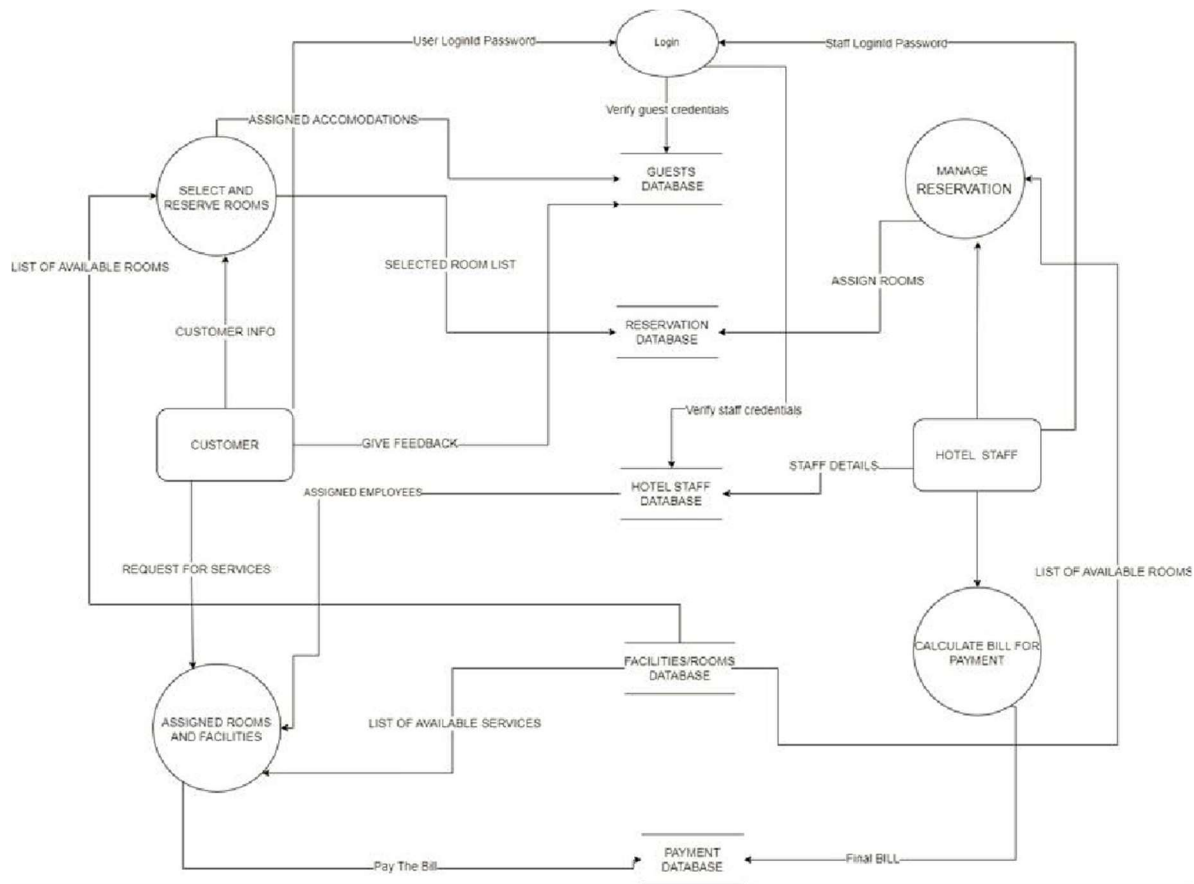 User LoginId Password
Login
Staff LoginId Password
Verify guest credentials
ASSIGNED ACCOMODATIONS
GUESTS
DATABASE
MANAGE
RESERVATION
SELECT AND
RESERVE ROOMS
LIST OF AVAILABLE ROOMS
SELECTED ROOM LIST
ASSIGN ROOMS
CUSTOMER INFO
RESERVATION
DATABASE
Verify staff credentials
CUSTOMER
GIVE FEEDBACK
HOTEL STAFF
STAFF DETAILS
ASSIGNED EMPLOYEES
HOTEL STAFF
DATABASE
REQUEST FOR SERVICES
LIST OF AVAILABLE ROOMS
CALCULATE BILL FOR
PAYMENT
FACILITIES/ROOMS
DATABASE
ASSIGNED ROOMS
AND FACILITIES
LIST OF AVAILABLE SERVICES
PAYMENT
DATABASE
Pay The Bill
Final BILL